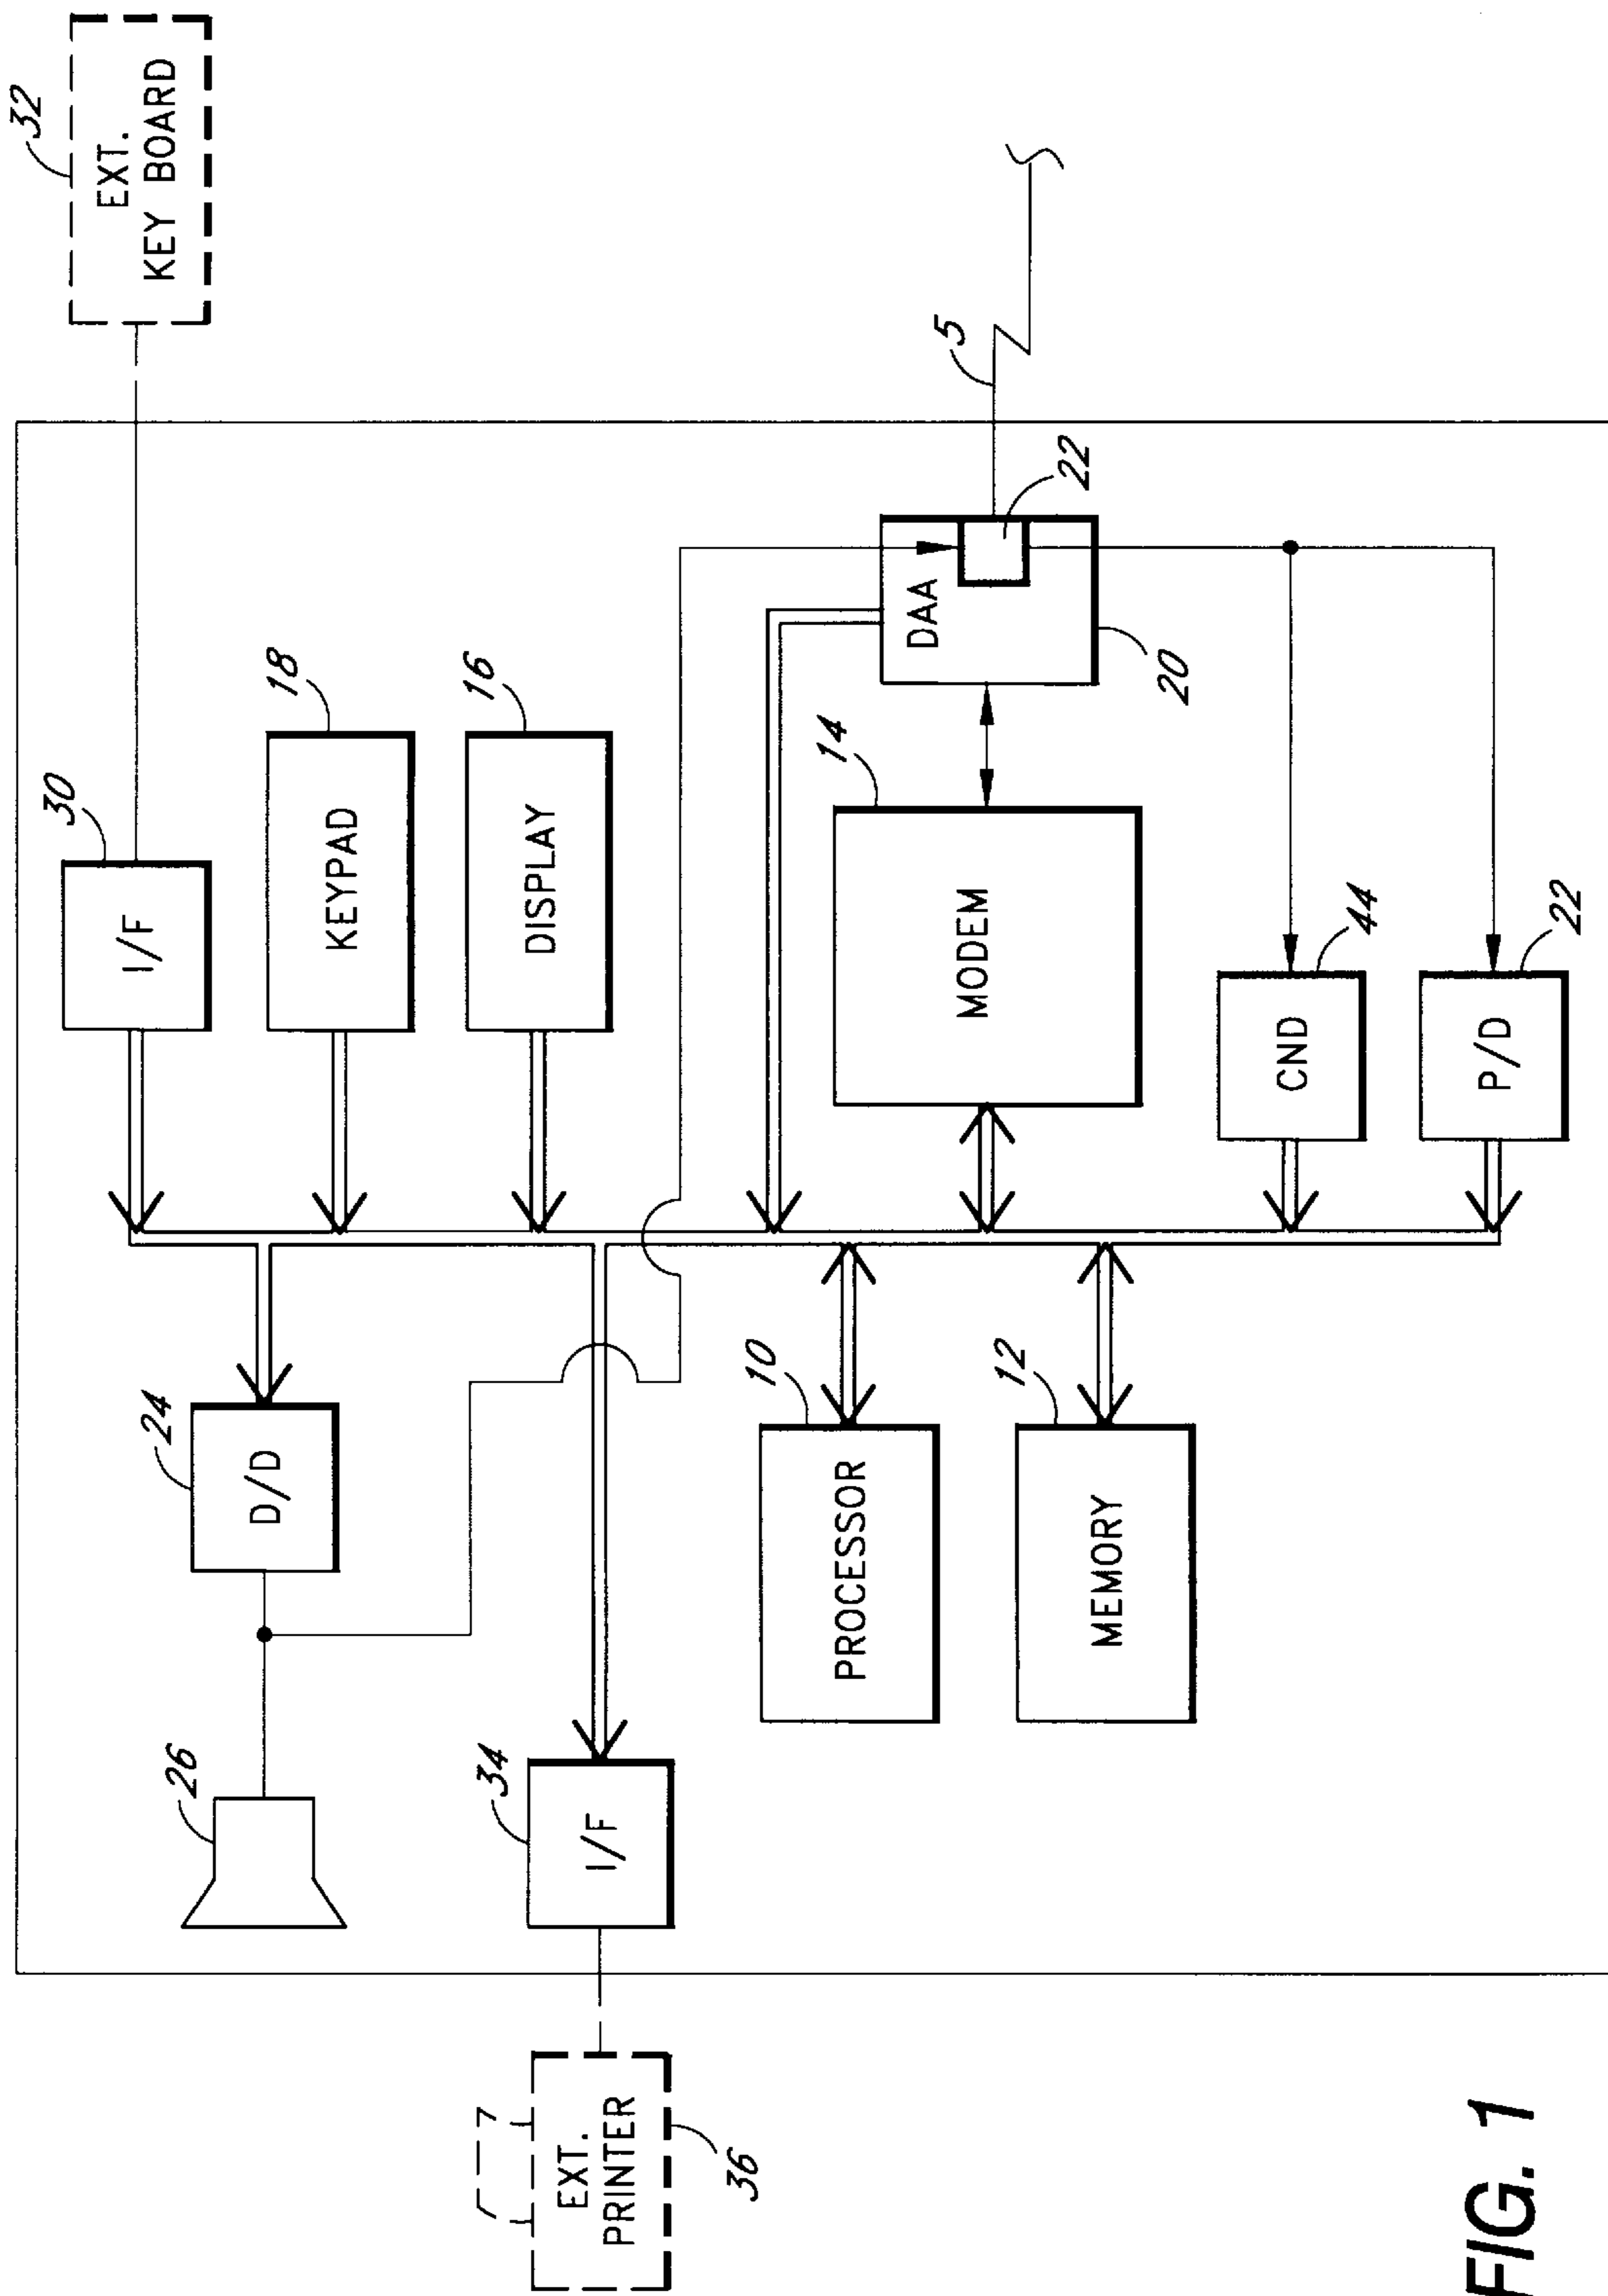 32
EXT.
KEY BOARD
30
I/F
18
KEYPAD
16
DISPLAY
5
22
DAA
20
14
MODEM
44
CND
22
P/D
24
D/D
26
34
I/F
10
PROCESSOR
12
MEMORY
EXT.
PRINTER
36
FIG. 1